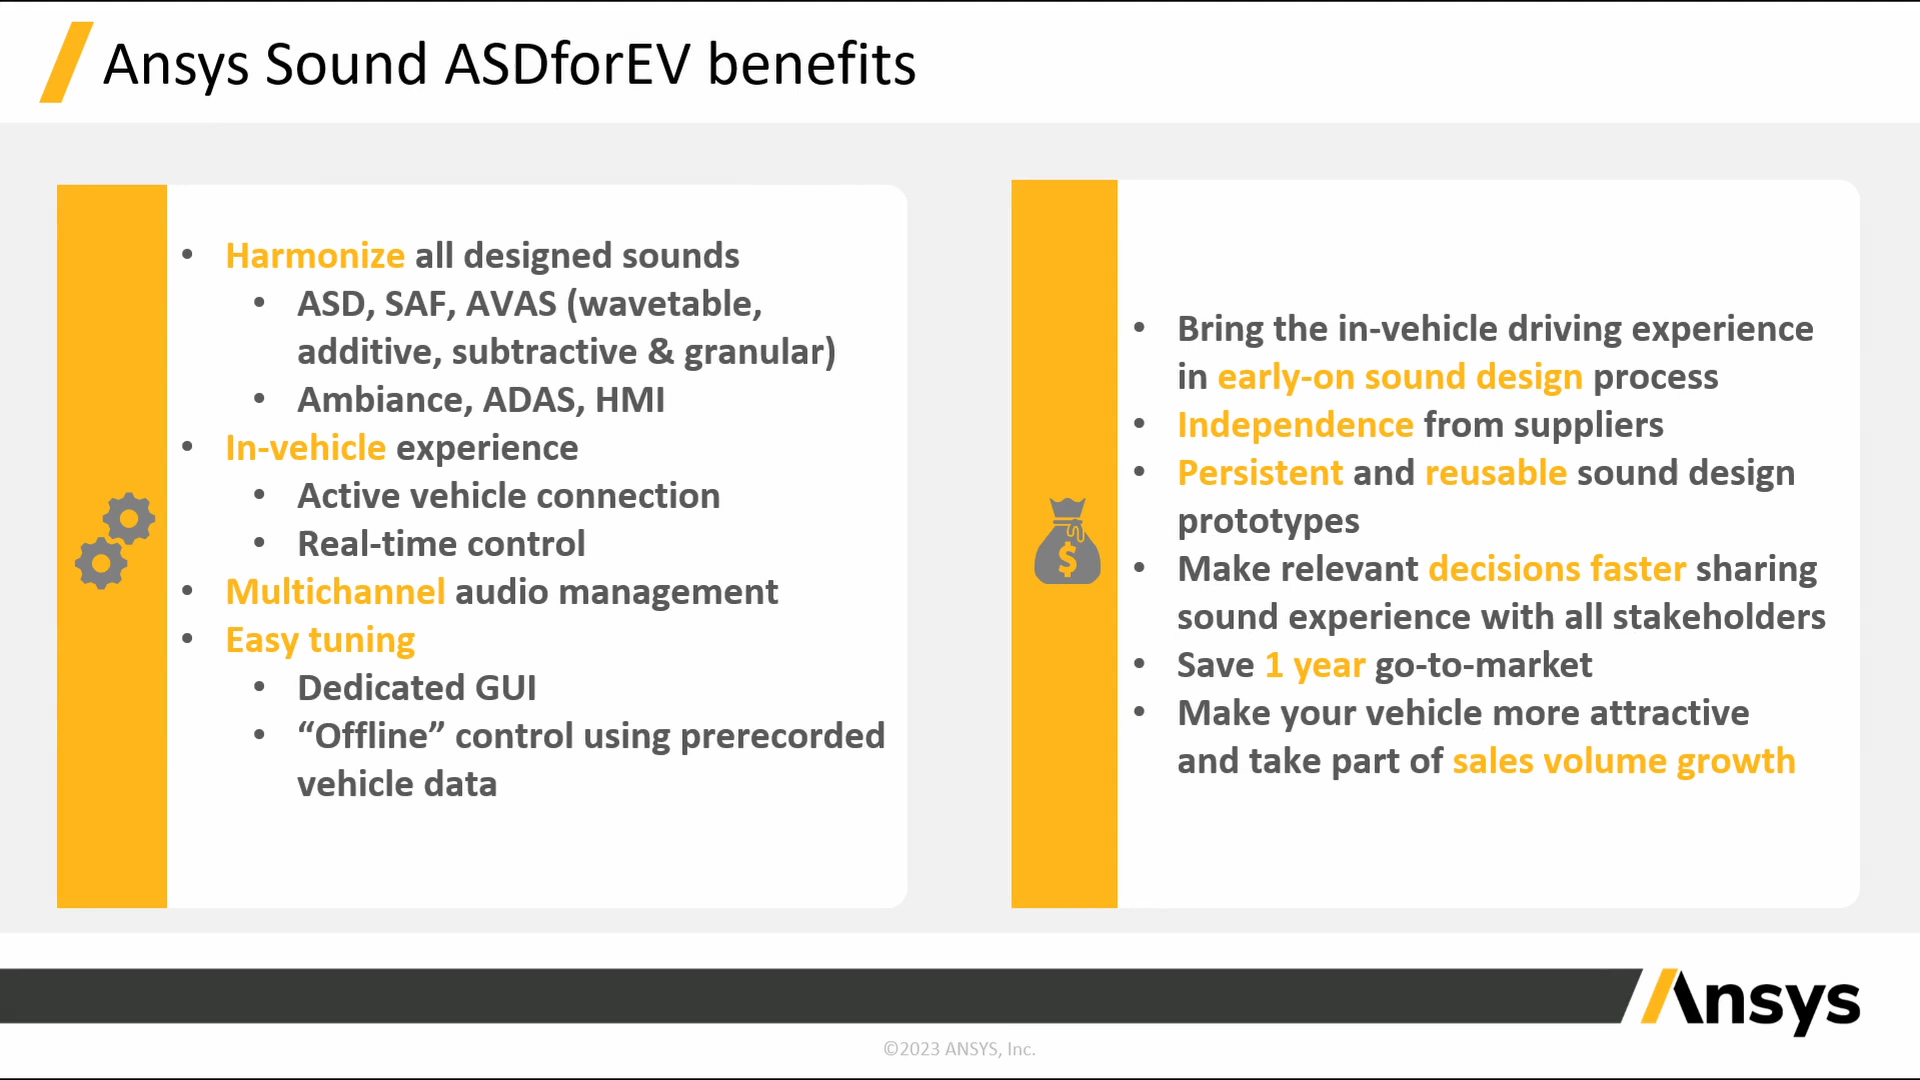 Ansys Sound ASDforEV benefits
• Harmonize all designed sounds
• ASD, SAF, AVAS (wavetable,
additive, subtractive & granular)
• Ambiance, ADAS, HMI
• In-vehicle experience
• Active vehicle connection
• Real-time control
• Multichannel audio management
• Easy tuning
• Dedicated GUI
• “Offline” control using prerecorded
vehicle data
$
• Bring the in-vehicle driving experience
in early-on sound design process
• Independence from suppliers
• Persistent and reusable sound design
prototypes
• Make relevant decisions faster sharing
sound experience with all stakeholders
• Save 1 year go-to-market
• Make your vehicle more attractive
and take part of sales volume growth
Ansys
©2023 ANSYS, Inc.